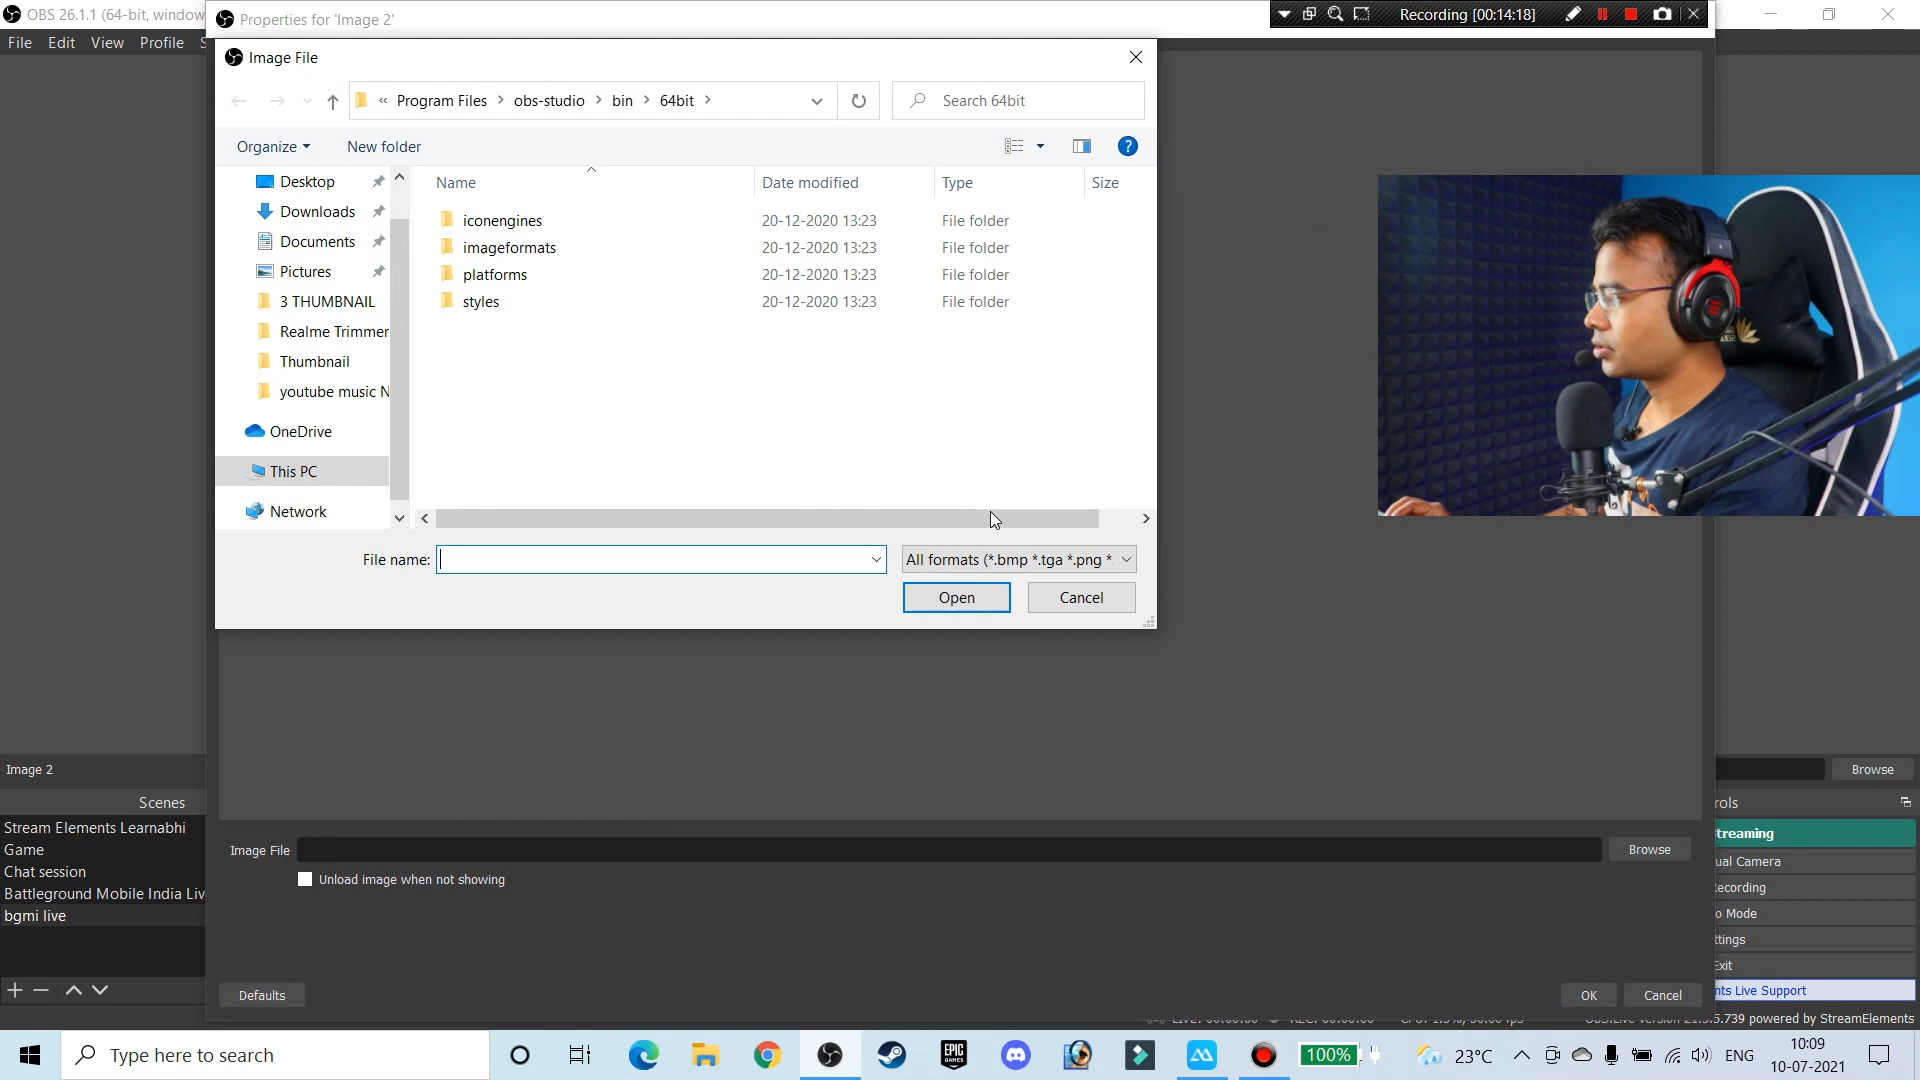 OBS 26.1.1 (64-bit, window
Properties for 'Image 2'
Recording [00:14:18]
File Edit View Profile S
Image File
« Program Files > obs-studio > bin > 64bit >
Search 64bit
Organize
New folder
Name
Date modified
Type
Size
Desktop
Downloads
Documents
Pictures
3 THUMBNAIL
Realme Trimmer
Thumbnail
youtube music N
OneDrive
This PC
Network
iconengines 20-12-2020 13:23 File folder
imageformats 20-12-2020 13:23 File folder
platforms 20-12-2020 13:23 File folder
styles 20-12-2020 13:23 File folder
File name:
All formats (*.bmp *.tga *.png *.
Open
Cancel
Image 2
Browse
Scenes
rols
Stream Elements Learnabhi
Game
Chat session
Battleground Mobile India Liv
bgmi live
Image File
Browse
Unload image when not showing
treaming
ual Camera
ecording
o Mode
ttings
Exit
nts Live Support
Defaults
OK
Cancel
5.739 powered by StreamElements
Type here to search
EPIC
GAMES
100%
23°C
ENG
10:09
10-07-2021